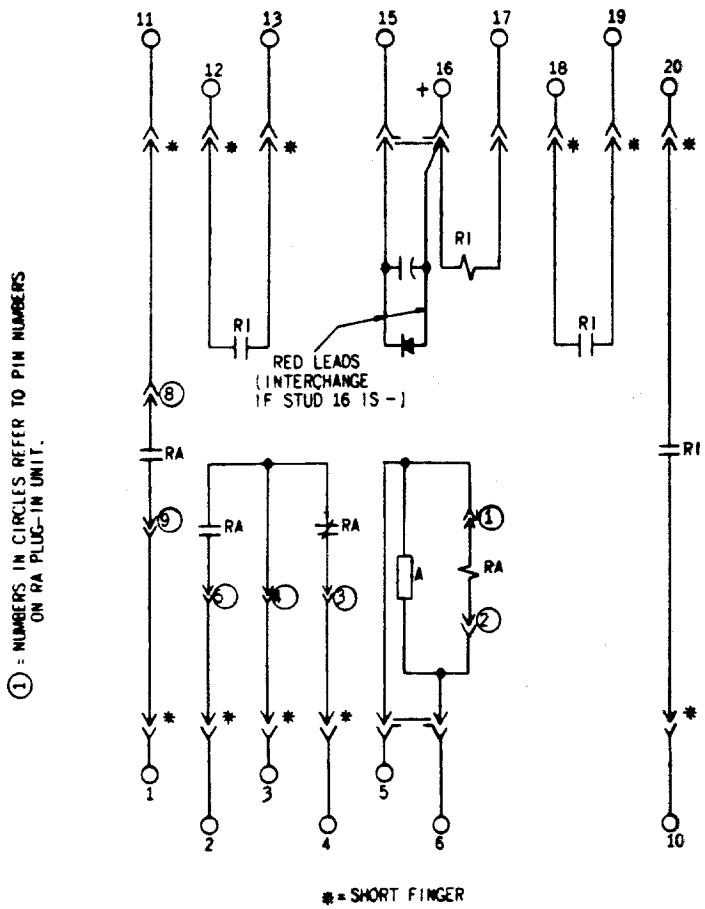 11 13 15 17 19
12 + 16 18 20
* * * * * *
R1
R1 R1
RED LEADS
(INTERCHANGE
IF STUD 16 IS -)
8
RA R1
9 RA RA 1
A RA
5 4 3
2
* * * * *
1 3 5
2 4 6 10
① = NUMBERS IN CIRCLES REFER TO PIN NUMBERS
ON RA PLUG-IN UNIT.
* = SHORT FINGER